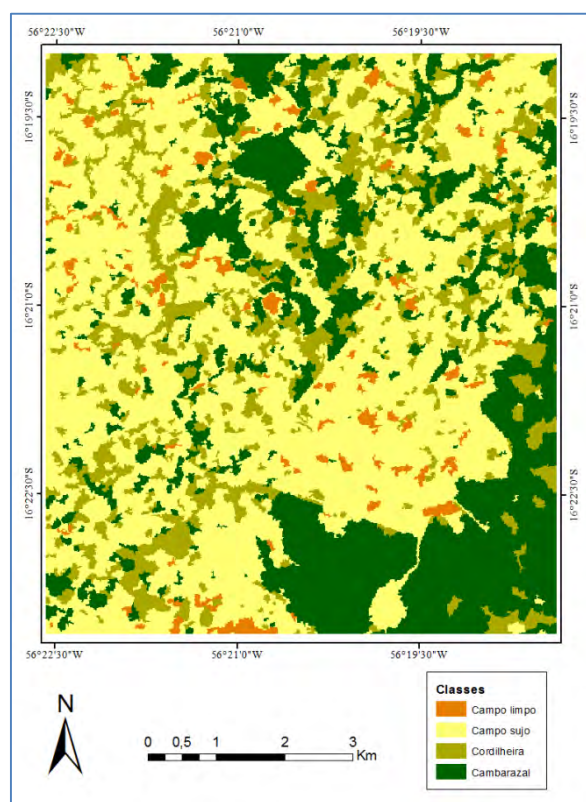 56°22'30"W 56°21'0"W 56°19'30"W
16°19'30"S 16°19'30"S
16°21'0"S 16°21'0"S
16°22'30"S 16°22'30"S
56°22'30"W 56°21'0"W 56°19'30"W
N
0 0,5 1 2 3
Km
Classes
Campo limpo
Campo sujo
Cordilheira
Cambarazal